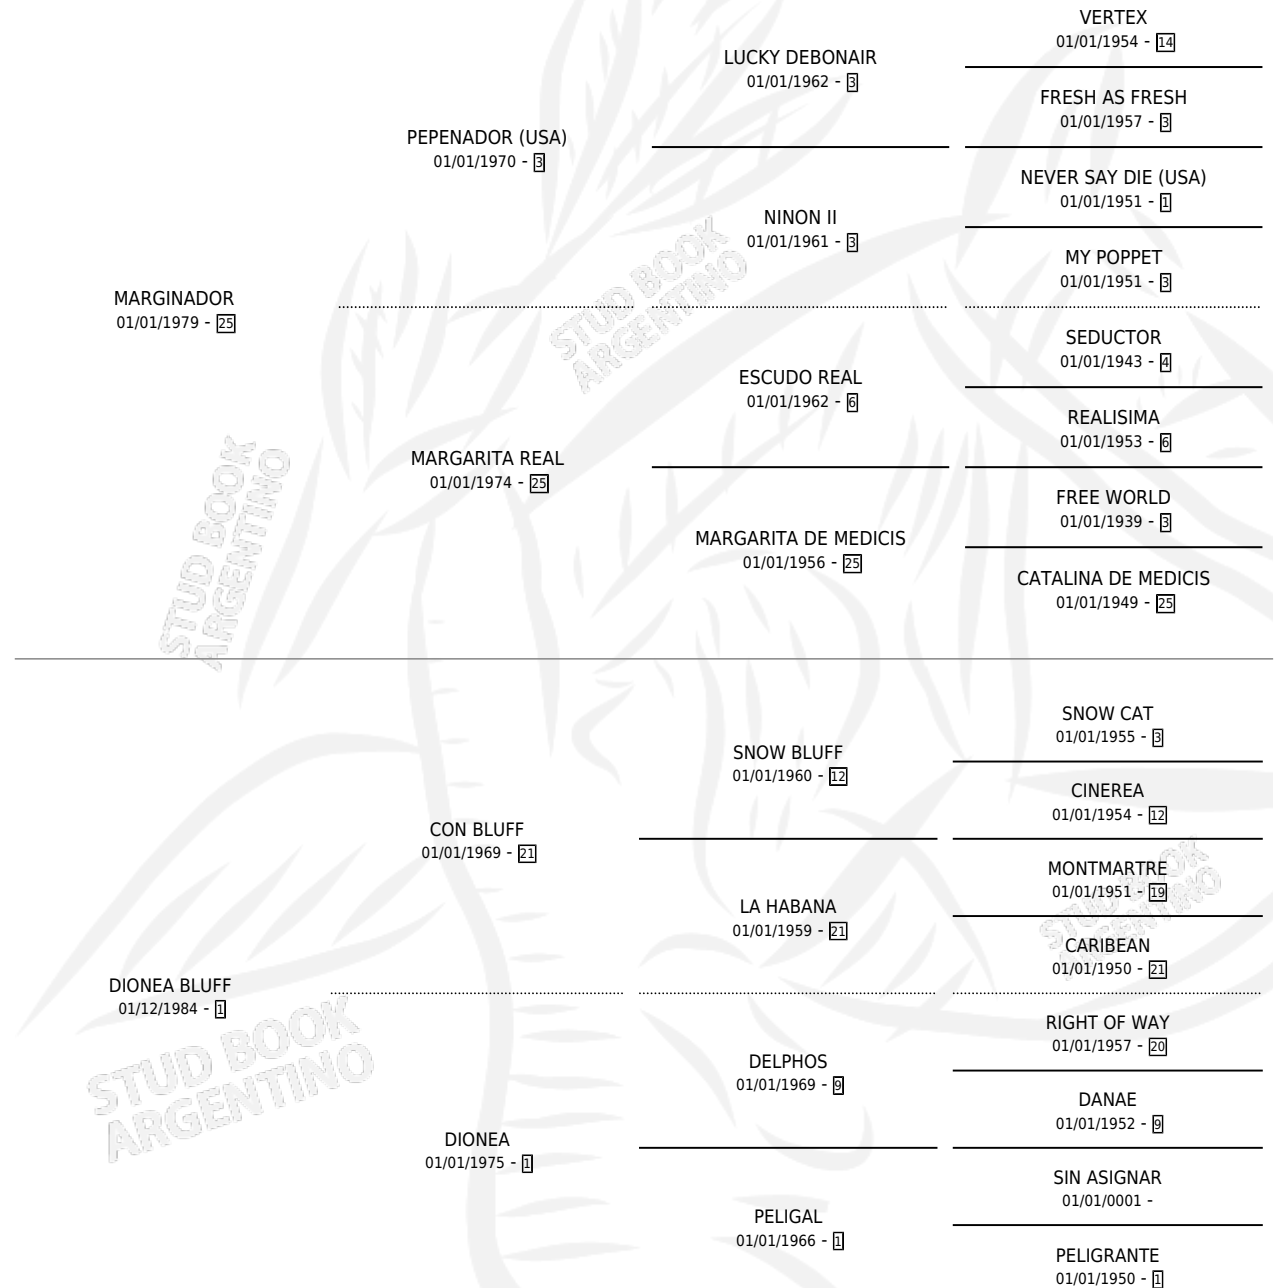 VERTEX
01/01/1954 - 14
LUCKY DEBONAIR
01/01/1962 - 3
FRESH AS FRESH
01/01/1957 - 3
PEPENADOR (USA)
01/01/1970 - 3
NEVER SAY DIE (USA)
01/01/1951 - 1
NINON II
01/01/1961 - 3
MY POPPET
01/01/1951 - 3
MARGINADOR
01/01/1979 - 25
SEDUCTOR
01/01/1943 - 4
ESCUDO REAL
01/01/1962 - 6
REALISIMA
01/01/1953 - 6
MARGARITA REAL
01/01/1974 - 25
FREE WORLD
01/01/1939 - 3
MARGARITA DE MEDICIS
01/01/1956 - 25
CATALINA DE MEDICIS
01/01/1949 - 25
SNOW CAT
01/01/1955 - 3
SNOW BLUFF
01/01/1960 - 12
CINEREA
01/01/1954 - 12
CON BLUFF
01/01/1969 - 21
MONTMARTRE
01/01/1951 - 19
LA HABANA
01/01/1959 - 21
CARIBEAN
01/01/1950 - 21
DIONEA BLUFF
01/12/1984 - 1
RIGHT OF WAY
01/01/1957 - 20
DELPHOS
01/01/1969 - 9
DANAE
01/01/1952 - 9
DIONEA
01/01/1975 - 1
SIN ASIGNAR
01/01/0001 -
PELIGAL
01/01/1966 - 1
PELIGRANTE
01/01/1950 - 1
STUD BOOK
ARGENTINO
STUD BOOK
ARGENTINO
STUD BOOK
ARGENTINO
STUD BOOK
ARGENTINO